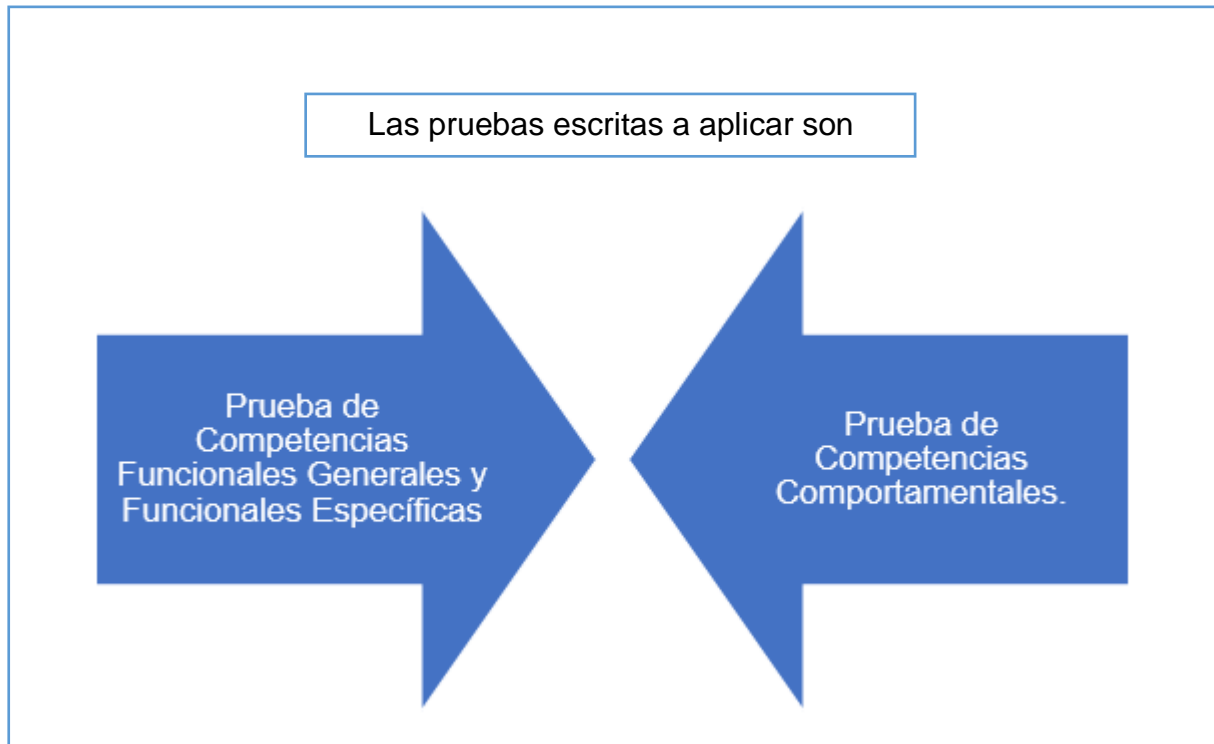 Las pruebas escritas a aplicar son
Prueba de
Competencias
Funcionales Generales y
Funcionales Específicas
Prueba de
Competencias
Comportamentales.